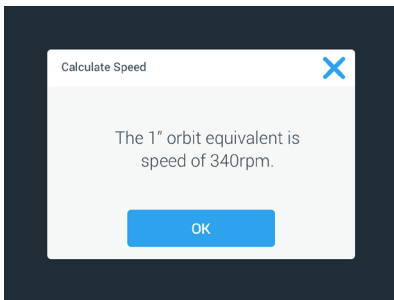 Calculate Speed
The 1” orbit equivalent is
speed of 340rpm.
OK